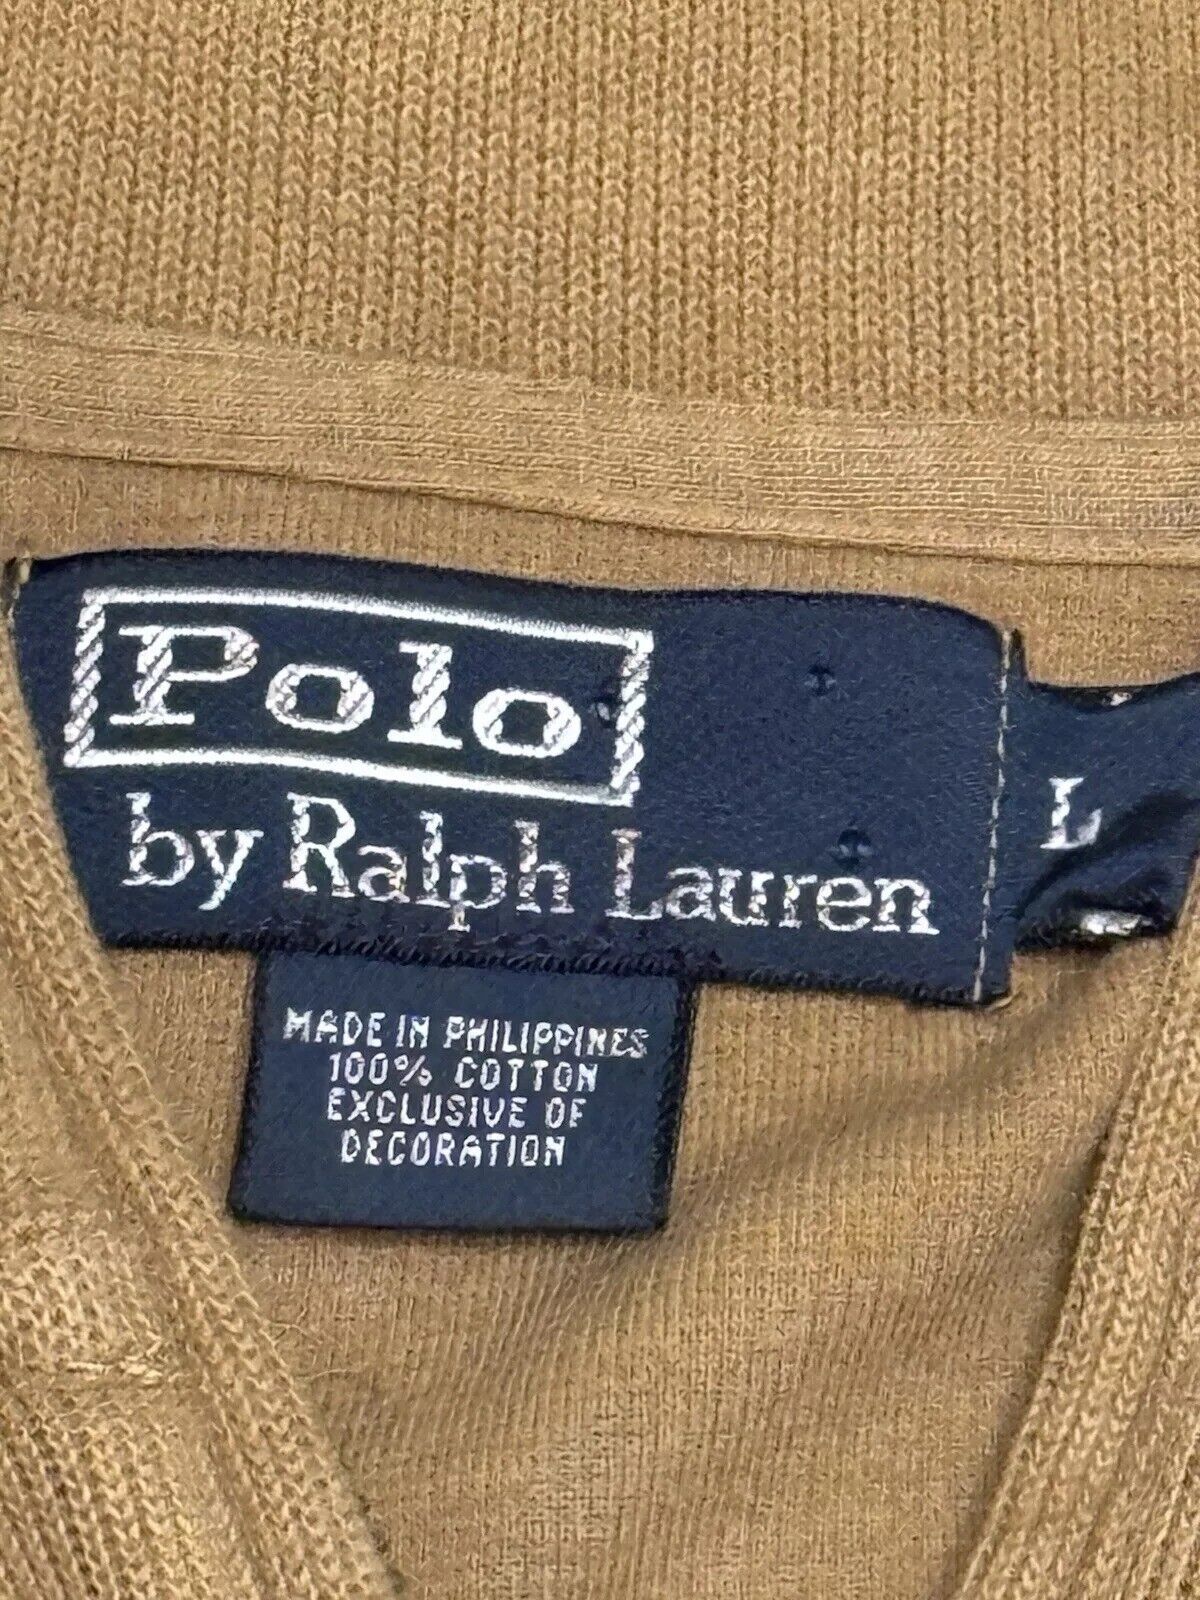 Polo
by Ralph Lauren
L
MADE IN PHILIPPINES
100% COTTON
EXCLUSIVE OF
DECORATION